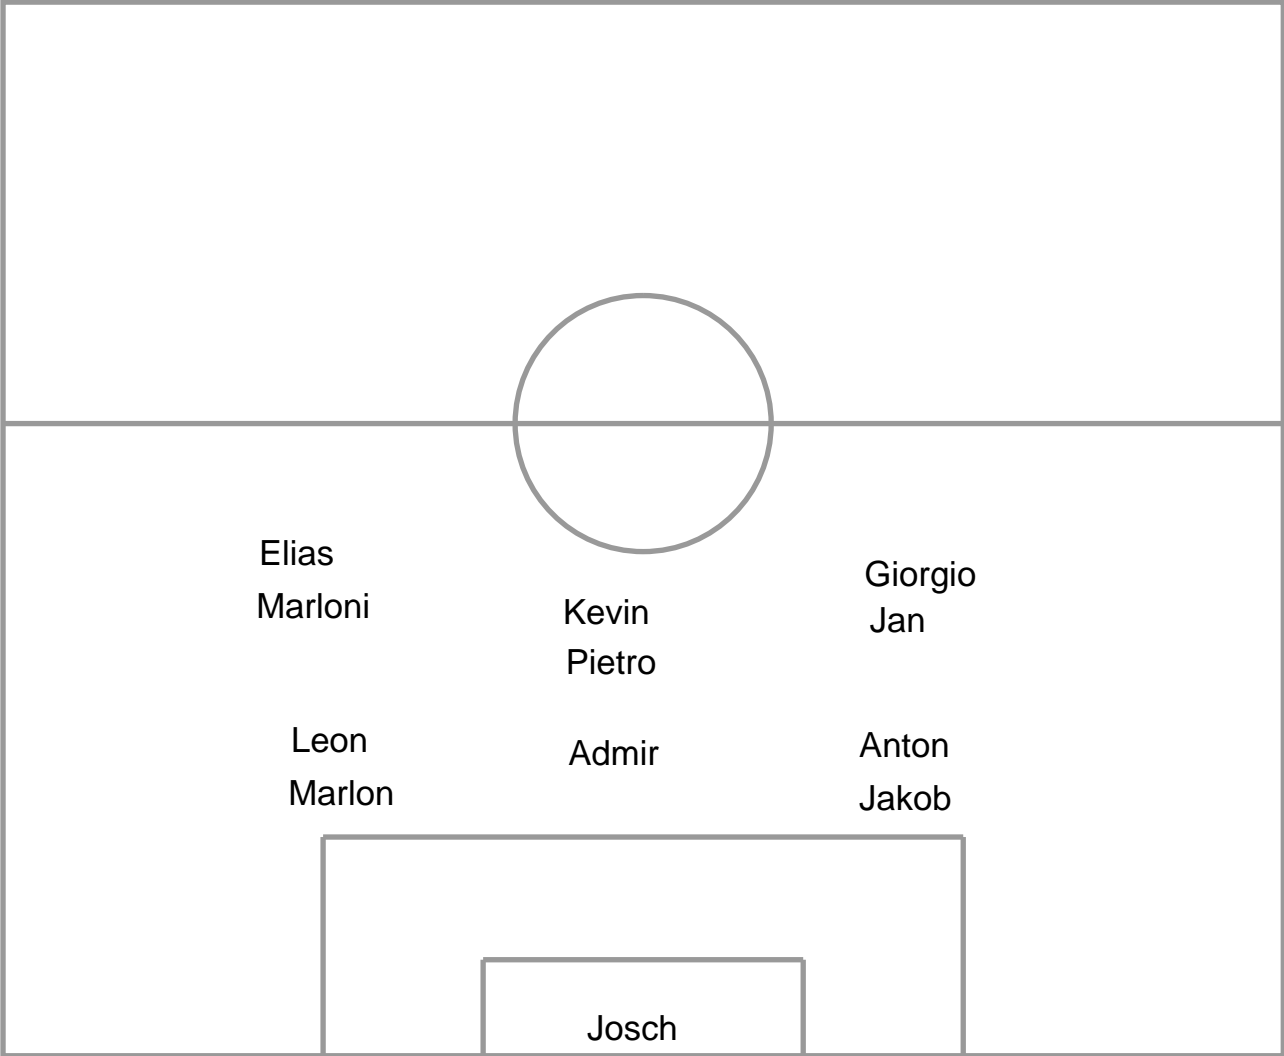 Elias
Marloni
Kevin
Pietro
Giorgio
Jan
Leon
Marlon
Admir
Anton
Jakob
Josch